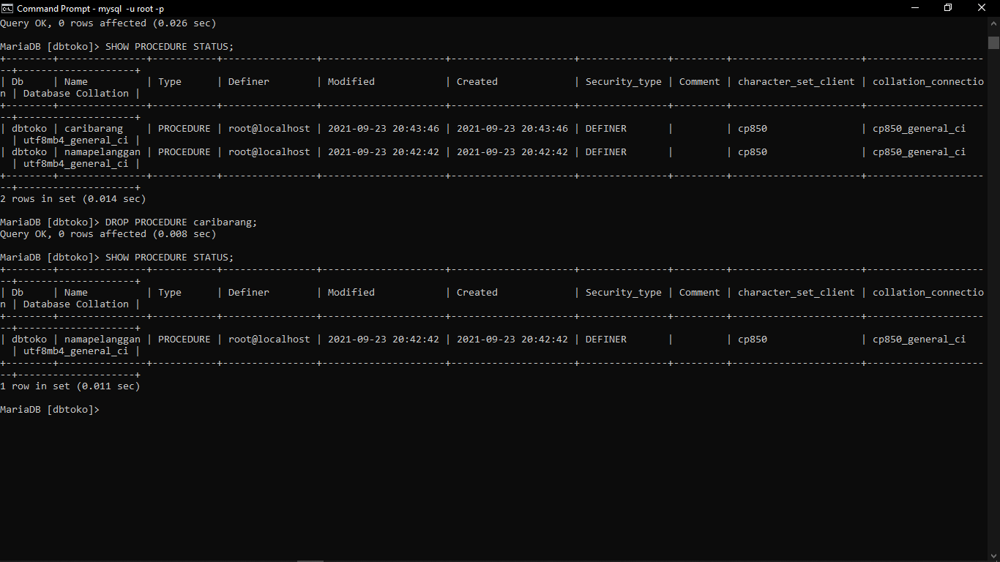 Command Prompt - mysql  -u root -p
Query OK, 0 rows affected (0.026 sec)
MariaDB [dbtoko]> SHOW PROCEDURE STATUS;
+--------+---------------+-----------+----------------+---------------------+---------------------+---------------+---------+----------------------+--------------------
--+--------------------+
| Db     | Name          | Type      | Definer        | Modified            | Created             | Security_type | Comment | character_set_client | collation_connectio
n | Database Collation |
+--------+---------------+-----------+----------------+---------------------+---------------------+---------------+---------+----------------------+--------------------
--+--------------------+
| dbtoko | caribarang    | PROCEDURE | root@localhost | 2021-09-23 20:43:46 | 2021-09-23 20:43:46 | DEFINER       |         | cp850                | cp850_general_ci
  | utf8mb4_general_ci |
| dbtoko | namapelanggan | PROCEDURE | root@localhost | 2021-09-23 20:42:42 | 2021-09-23 20:42:42 | DEFINER       |         | cp850                | cp850_general_ci
  | utf8mb4_general_ci |
+--------+---------------+-----------+----------------+---------------------+---------------------+---------------+---------+----------------------+--------------------
--+--------------------+
2 rows in set (0.014 sec)
MariaDB [dbtoko]> DROP PROCEDURE caribarang;
Query OK, 0 rows affected (0.008 sec)
MariaDB [dbtoko]> SHOW PROCEDURE STATUS;
+--------+---------------+-----------+----------------+---------------------+---------------------+---------------+---------+----------------------+--------------------
--+--------------------+
| Db     | Name          | Type      | Definer        | Modified            | Created             | Security_type | Comment | character_set_client | collation_connectio
n | Database Collation |
+--------+---------------+-----------+----------------+---------------------+---------------------+---------------+---------+----------------------+--------------------
--+--------------------+
| dbtoko | namapelanggan | PROCEDURE | root@localhost | 2021-09-23 20:42:42 | 2021-09-23 20:42:42 | DEFINER       |         | cp850                | cp850_general_ci
  | utf8mb4_general_ci |
+--------+---------------+-----------+----------------+---------------------+---------------------+---------------+---------+----------------------+--------------------
--+--------------------+
1 row in set (0.011 sec)
MariaDB [dbtoko]>